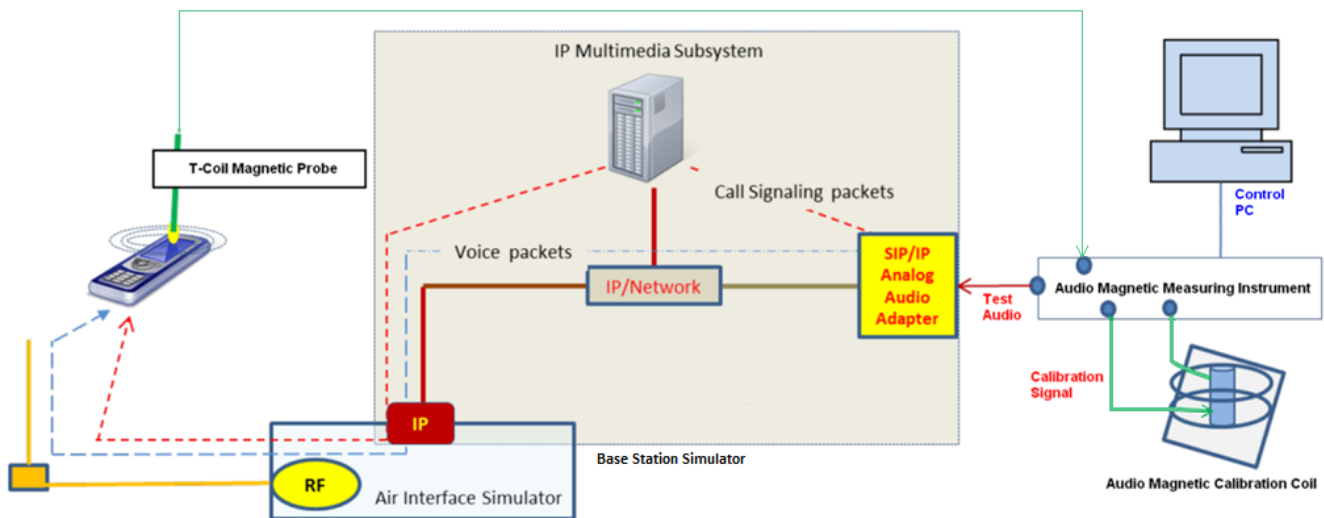 IP Multimedia Subsystem
T-Coil Magnetic Probe
Call Signaling packets
Control
PC
Voice packets
SIP/IP
Analog
Audio
Adapter
IP/Network
Test
Audio
Audio Magnetic Measuring Instrument
Calibration
Signal
IP
Base Station Simulator
RF
Air Interface Simulator
Audio Magnetic Calibration Coil